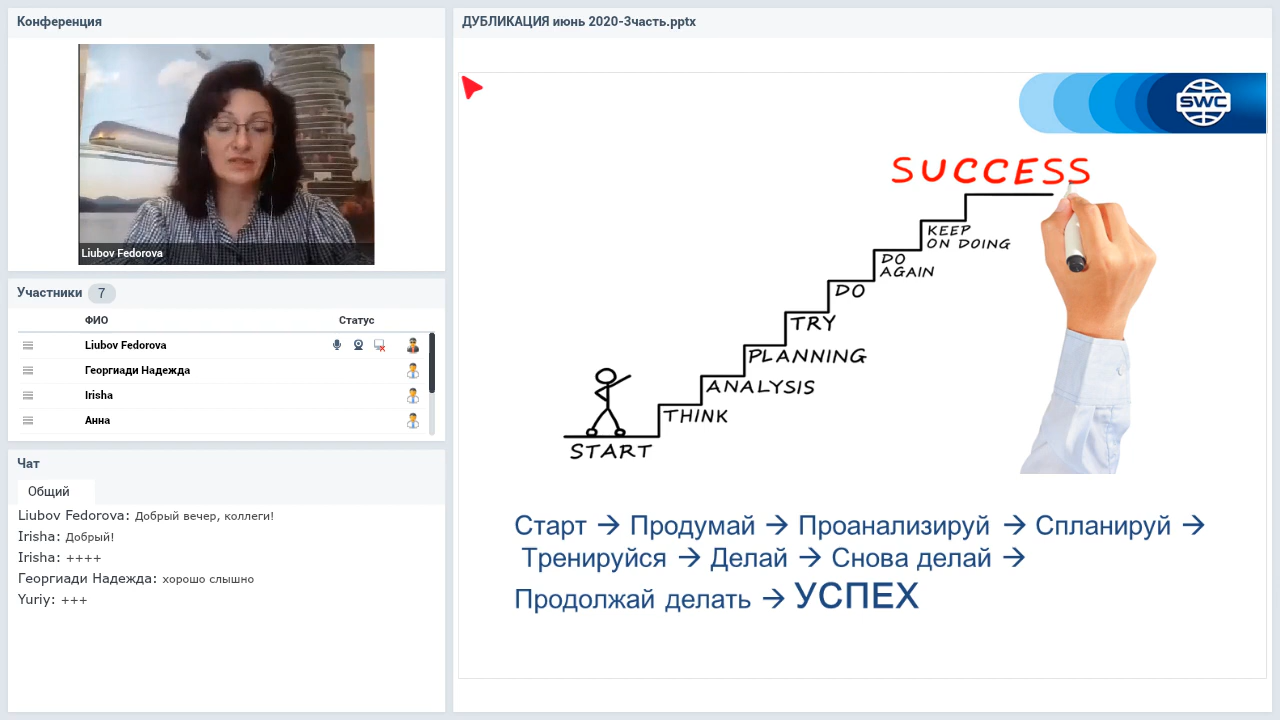 Конференция
Liubov Fedorova
Участники 7
ФИО Статус
Liubov Fedorova
Георгиади Надежда
Irisha
Анна
Чат
Общий
Liubov Fedorova: Добрый вечер, коллеги!
Irisha: Добрый!
Irisha: ++++
Георгиади Надежда: хорошо слышно
Yuriy: +++
ДУБЛИКАЦИЯ июнь 2020-3часть.pptx
SWC
SUCCESS
KEEP
ON DOING
DO
AGAIN
DO
TRY
PLANNING
ANALYSIS
THINK
START
Старт → Продумай → Проанализируй → Спланируй →
Тренируйся → Делай → Снова делай →
Продолжай делать → УСПЕХ